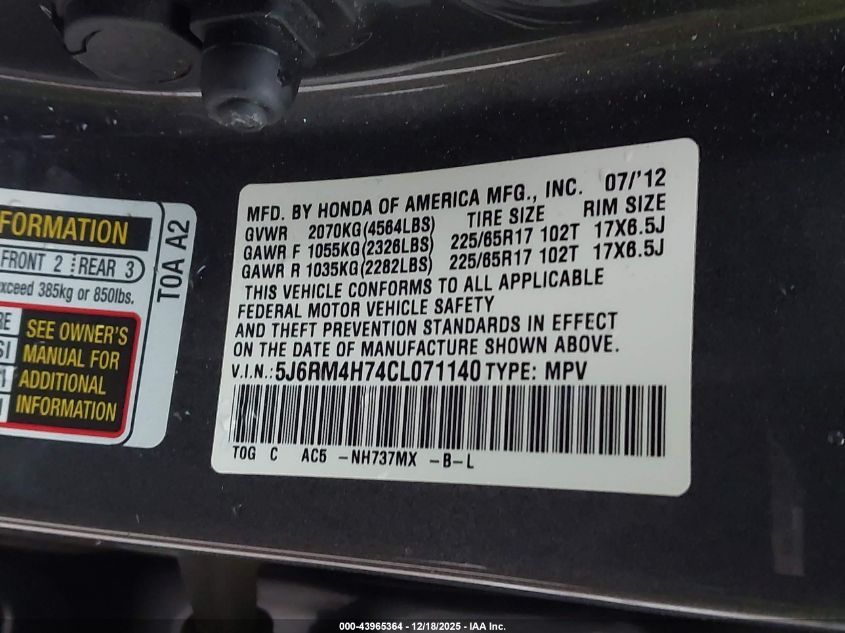 MFD. BY HONDA OF AMERICA MFG., INC. 07/'12
GVWR 2070KG(4564LBS) TIRE SIZE RIM SIZE
GAWR F 1055KG(2326LBS) 225/65R17 102T 17X6.5J
GAWR R 1035KG(2282LBS) 225/65R17 102T 17X6.5J
THIS VEHICLE CONFORMS TO ALL APPLICABLE
FEDERAL MOTOR VEHICLE SAFETY
AND THEFT PREVENTION STANDARDS IN EFFECT
ON THE DATE OF MANUFACTURE SHOWN ABOVE.
V.I.N.:5J6RM4H74CL071140 TYPE: MPV
TOG C AC5 -NH737MX -B-L
FRONT 2 REAR 3
385kg or 850lbs.
SEE OWNER'S
MANUAL FOR
ADDITIONAL
INFORMATION
T0A A2
000-43965364 - 12/18/2025 - IAA Inc.